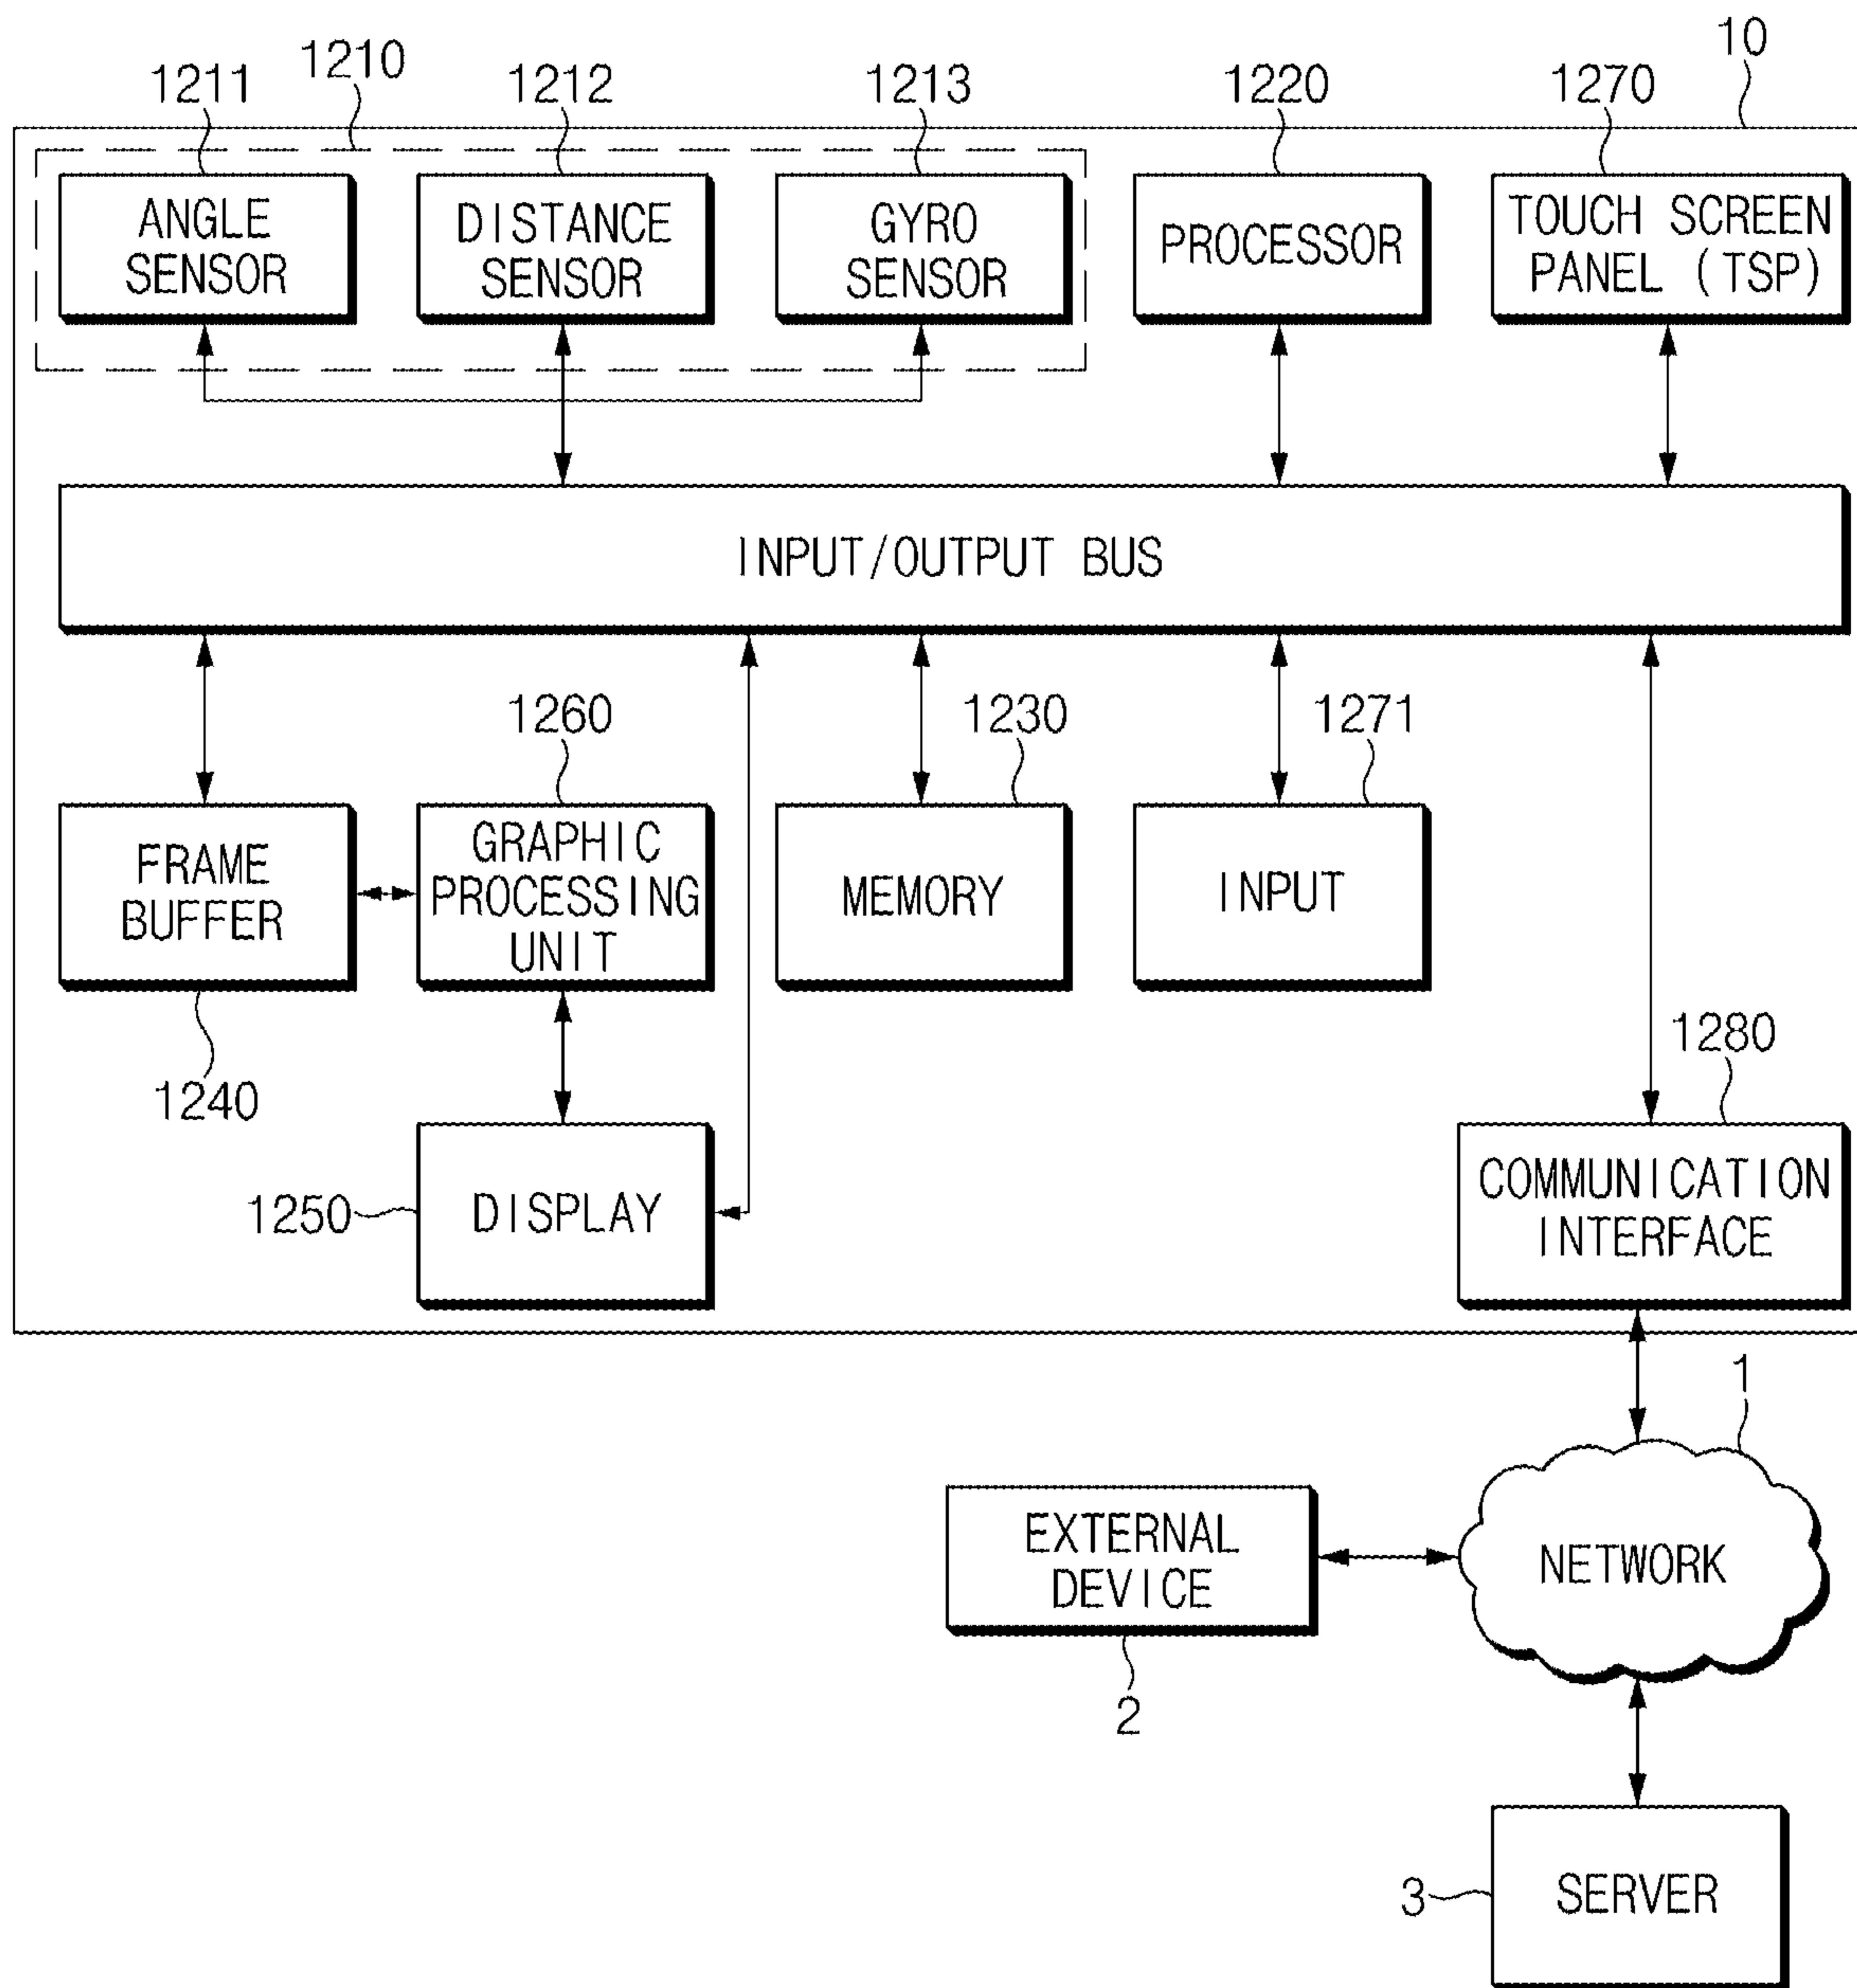 10
1210
1211
1212
1213
1220
1270
ANGLE
SENSOR
DISTANCE
SENSOR
GYRO
SENSOR
PROCESSOR
TOUCH SCREEN
PANEL (TSP)
INPUT/OUTPUT BUS
1260
1230
1271
FRAME
BUFFER
GRAPHIC
PROCESSING
UNIT
MEMORY
INPUT
1240
1280
1250
DISPLAY
COMMUNICATION
INTERFACE
1
EXTERNAL
DEVICE
NETWORK
2
3
SERVER